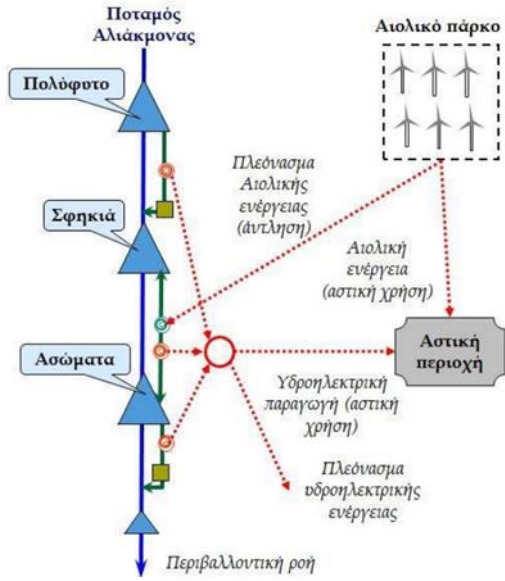 Ποταμός
Αλιάκμονας
Αιολικό πάρκο
Πολύφυτο
Πλεόνασμα
Αιολικής
ενέργειας
(άντληση)
Σφηκιά
Αιολική
ενέργεια
(αστική χρήση)
Αστική
περιοχή
Ασώματα
Υδροηλεκτρική
παραγωγή (αστική
χρήση)
Πλεόνασμα
υδροηλεκτρικής
ενέργειας
Περιβαλλοντική ροή